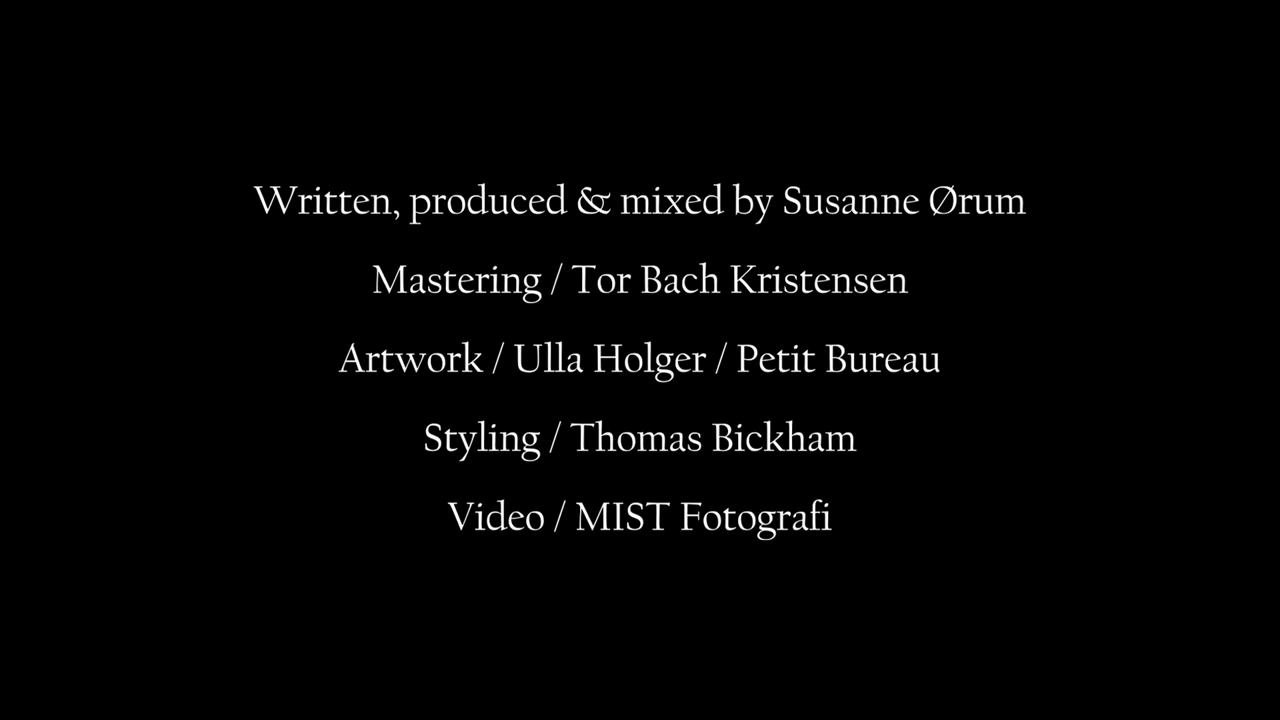 Written, produced & mixed by Susanne Ørum
Mastering / Tor Bach Kristensen
Artwork / Ulla Holger / Petit Bureau
Styling / Thomas Bickham
Video / MIST Fotografi